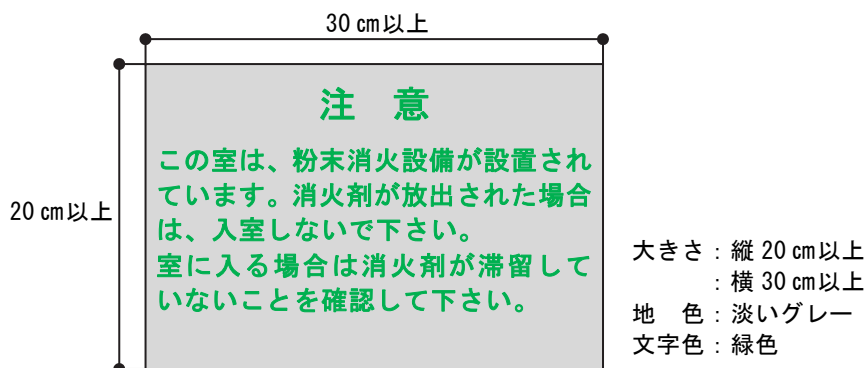 30㎝以上
20㎝以上
注　意
この室は、粉末消火設備が設置され
ています。消火剤が放出された場合
は、入室しないで下さい。
室に入る場合は消火剤が滞留して
いないことを確認して下さい。
大きさ：縦 20㎝以上
：横 30㎝以上
地　色：淡いグレー
文字色：緑色